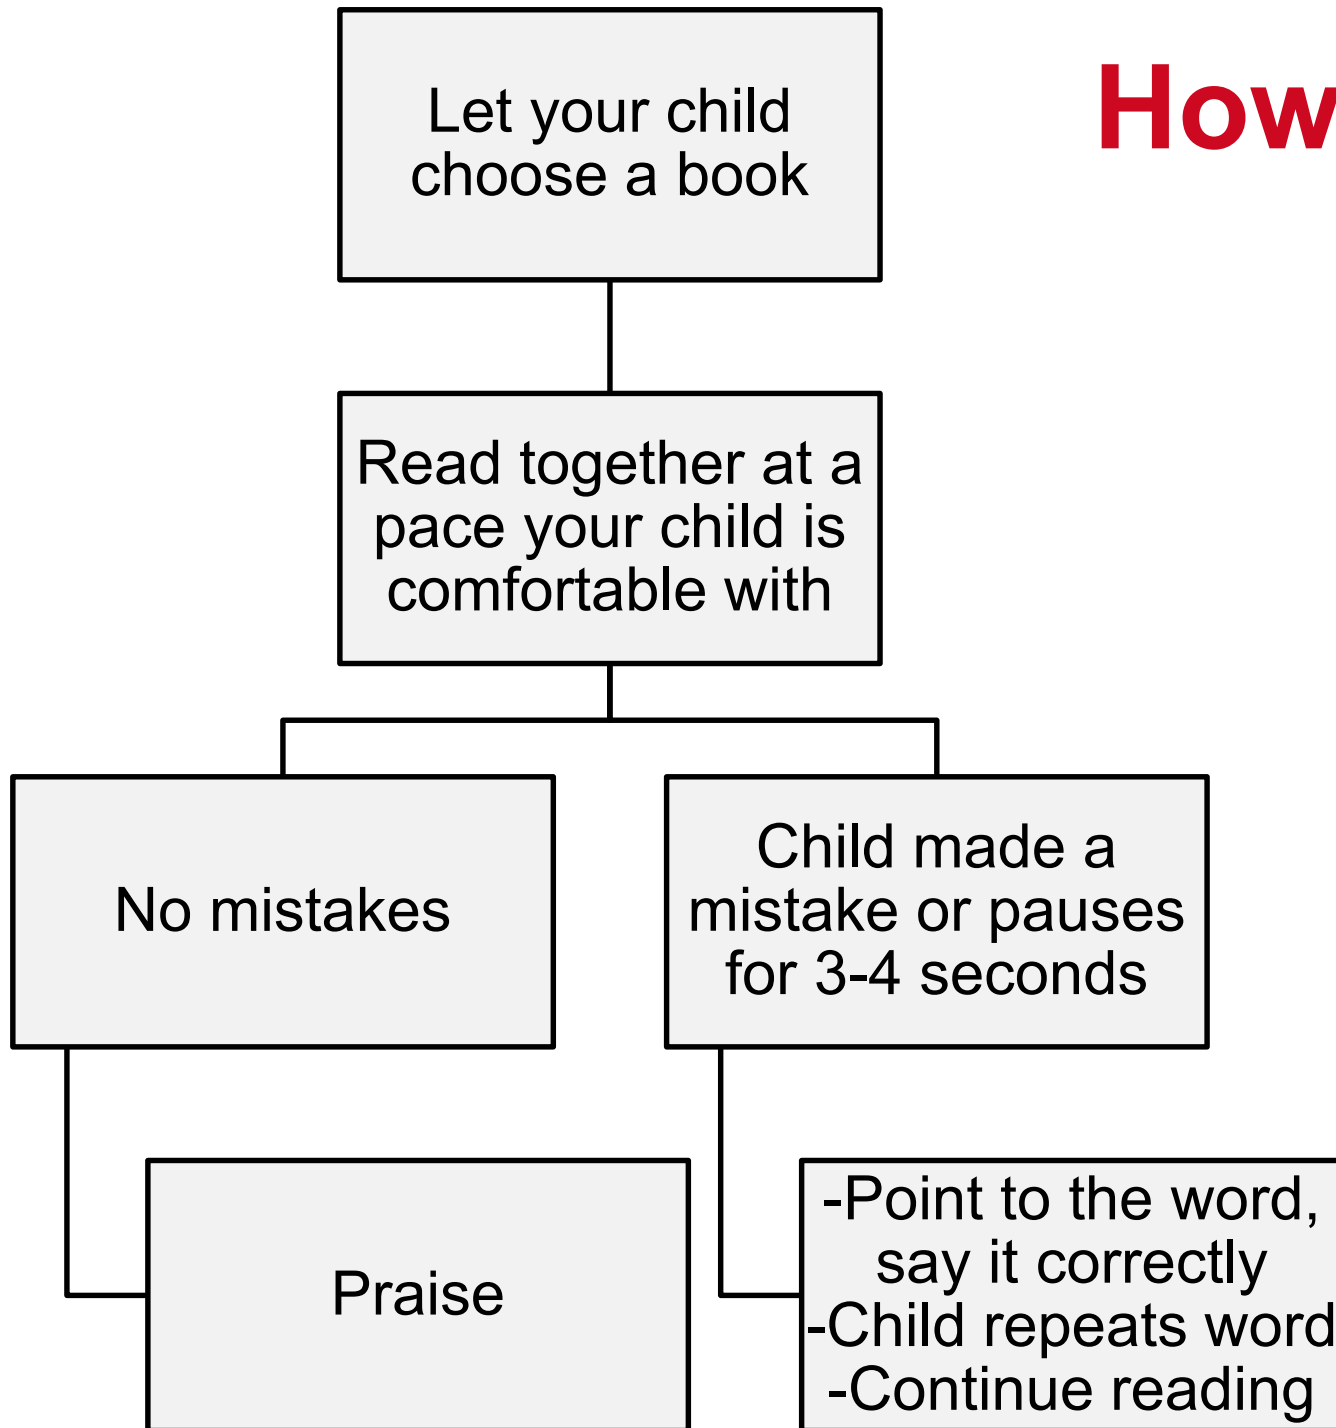 How
Let your child
choose a book
Read together at a
pace your child is
comfortable with
No mistakes
Child made a
mistake or pauses
for 3-4 seconds
Praise
-Point to the word,
say it correctly
-Child repeats word
-Continue reading